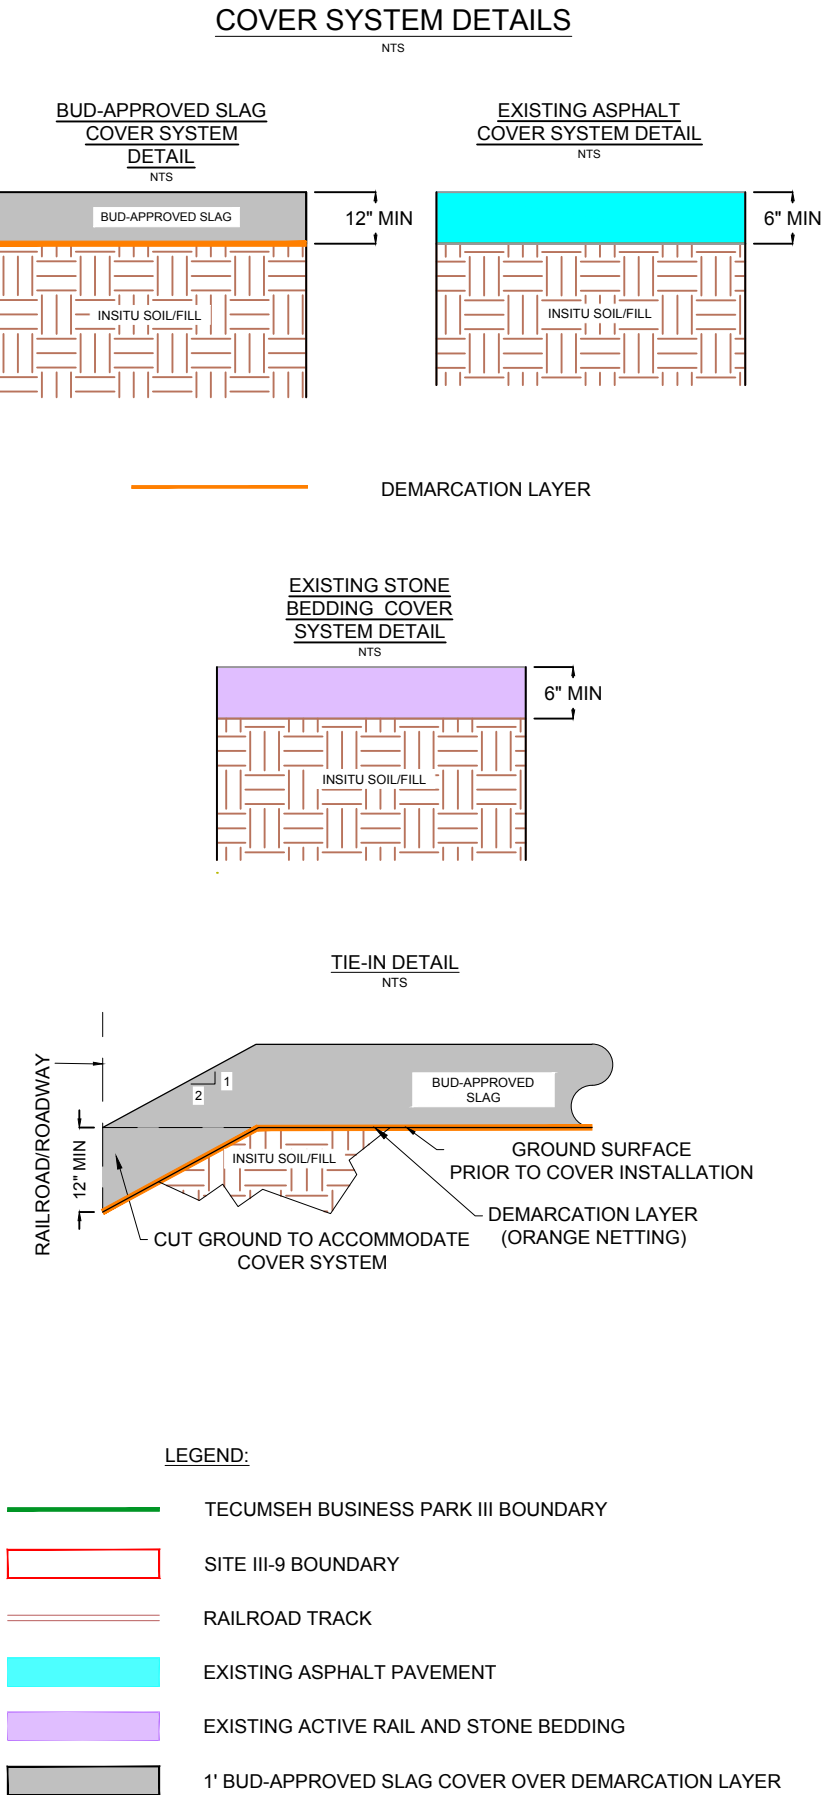 COVER SYSTEM DETAILS
NTS
BUD-APPROVED SLAG
COVER SYSTEM
DETAIL
NTS
BUD-APPROVED SLAG
12" MIN
INSITU SOIL/FILL
EXISTING ASPHALT
COVER SYSTEM DETAIL
NTS
6" MIN
INSITU SOIL/FILL
DEMARCATION LAYER
EXISTING STONE
BEDDING COVER
SYSTEM DETAIL
NTS
6" MIN
INSITU SOIL/FILL
TIE-IN DETAIL
NTS
RAILROAD/ROADWAY
12" MIN
1
2
BUD-APPROVED
SLAG
INSITU SOIL/FILL
GROUND SURFACE
PRIOR TO COVER INSTALLATION
DEMARCATION LAYER
(ORANGE NETTING)
CUT GROUND TO ACCOMMODATE
COVER SYSTEM
LEGEND:
TECUMSEH BUSINESS PARK III BOUNDARY
SITE III-9 BOUNDARY
RAILROAD TRACK
EXISTING ASPHALT PAVEMENT
EXISTING ACTIVE RAIL AND STONE BEDDING
1' BUD-APPROVED SLAG COVER OVER DEMARCATION LAYER